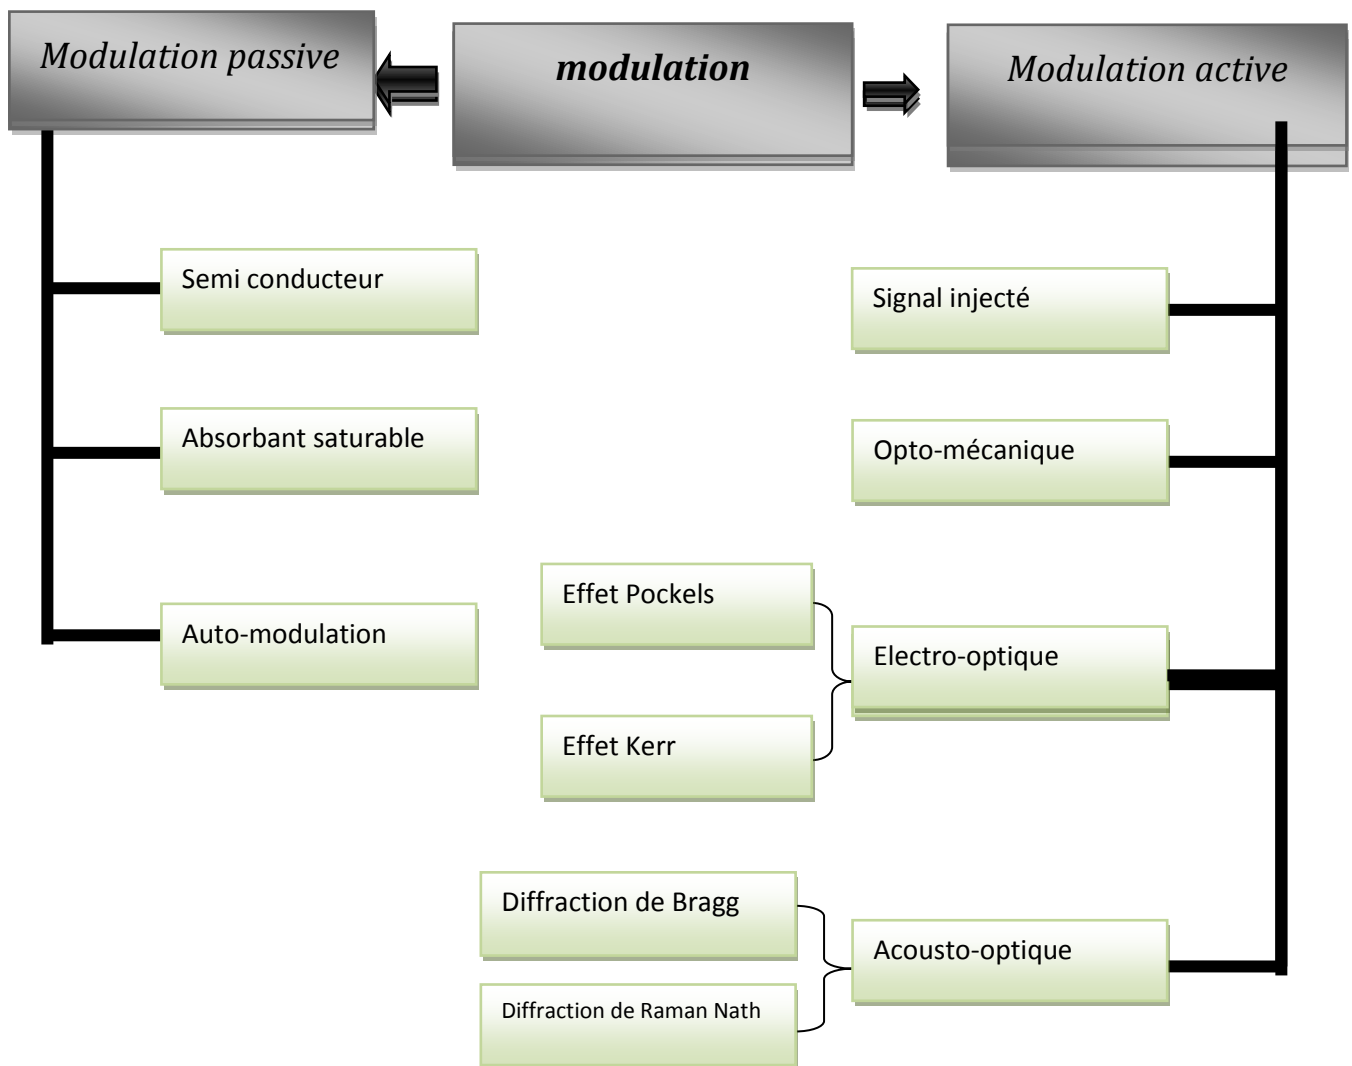 Modulation passive
modulation
Modulation active
Semi conducteur
Signal injecté
Absorbant saturable
Opto-mécanique
Effet Pockels
Auto-modulation
Electro-optique
Effet Kerr
Diffraction de Bragg
Acousto-optique
Diffraction de Raman Nath